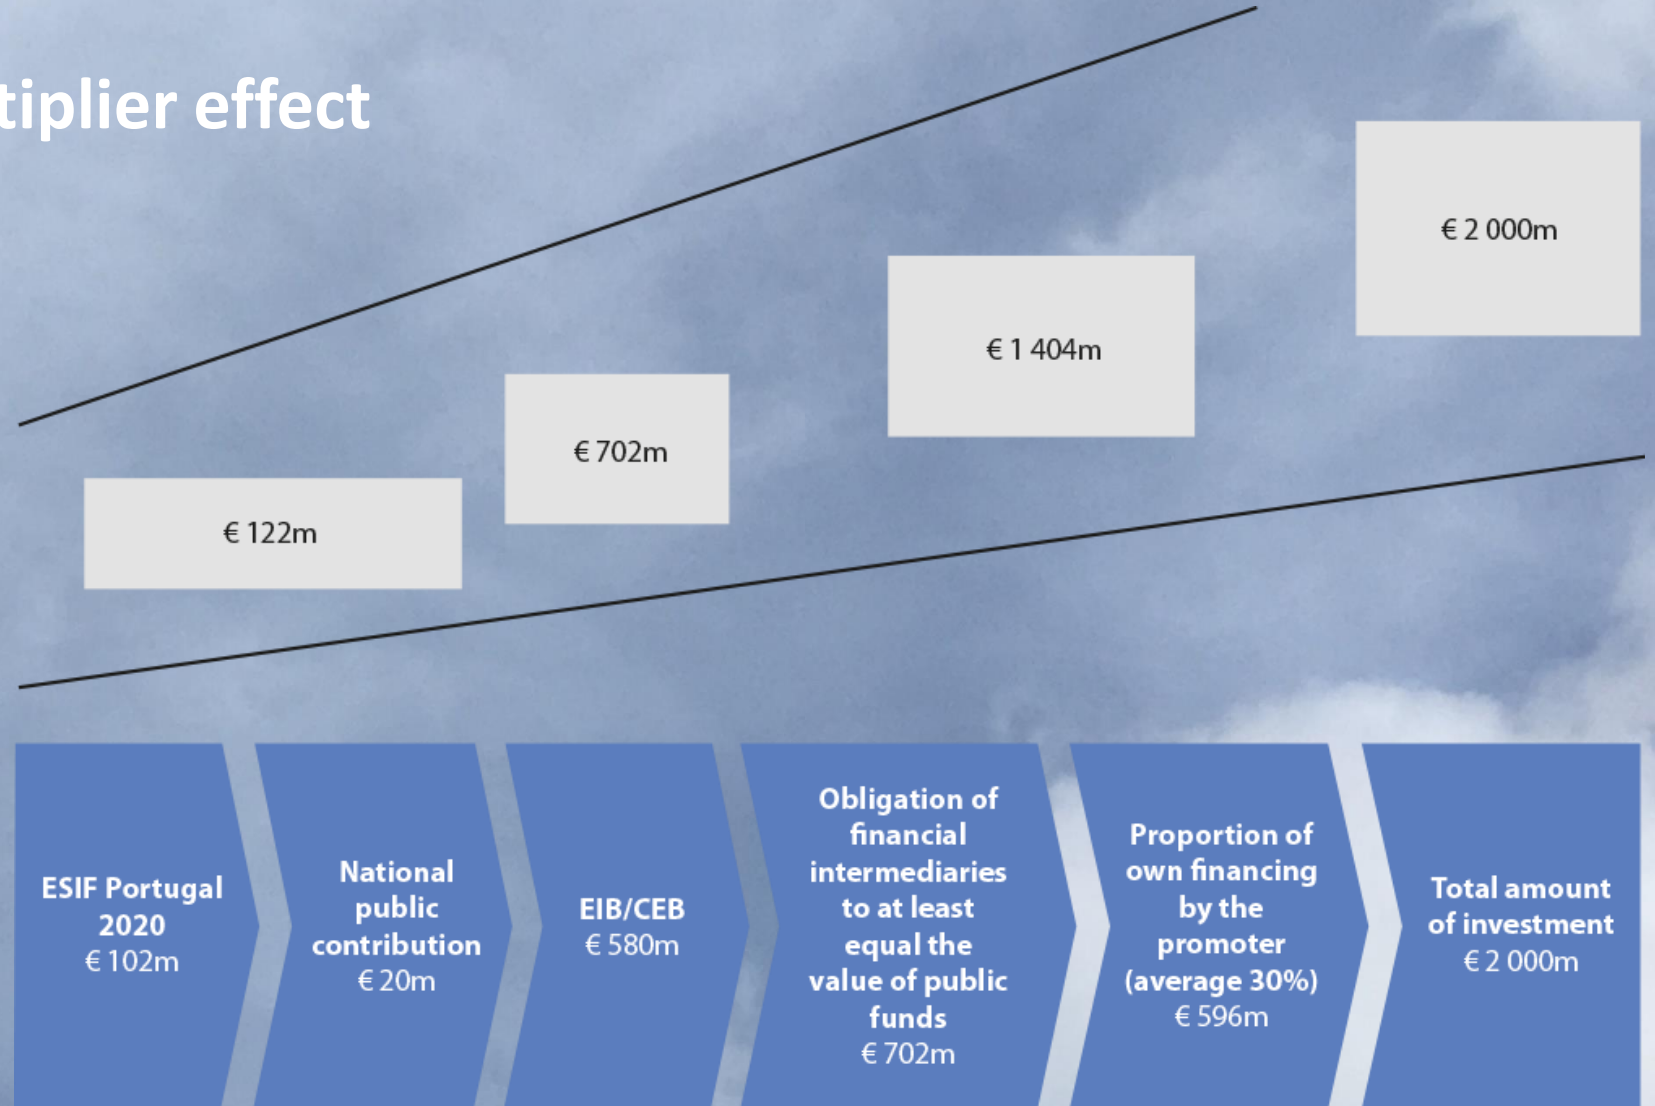 tiplier effect
€ 2 000m
€ 1 404m
€ 702m
€ 122m
ESIF Portugal
2020
€ 102m
National
public
contribution
€ 20m
EIB/CEB
€ 580m
Obligation of
financial
intermediaries
to at least
equal the
value of public
funds
€ 702m
Proportion of
own financing
by the
promoter
(average 30%)
€ 596m
Total amount
of investment
€ 2 000m